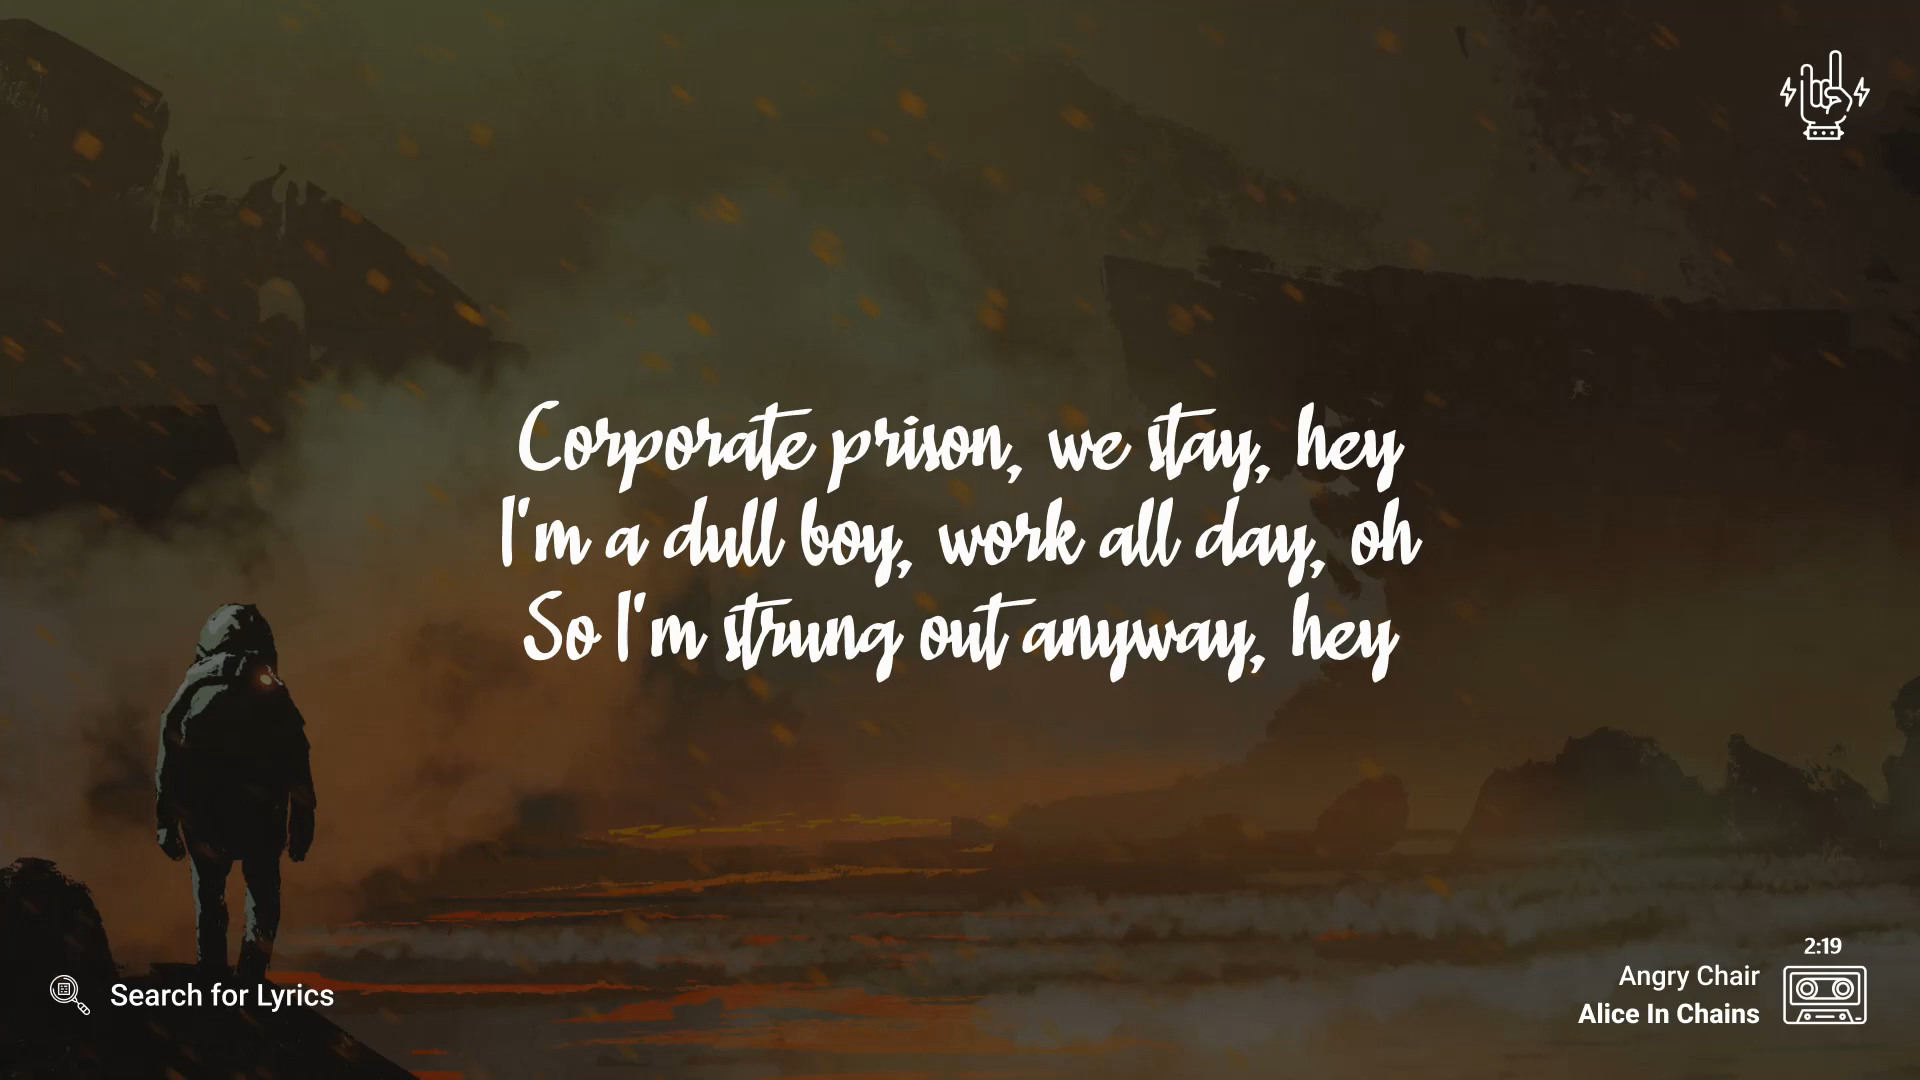 Corporate prison, we stay, hey
I'm a dull boy, work all day, oh
So I'm strung out anyway, hey
Search for Lyrics
2:19
Angry Chair
Alice In Chains